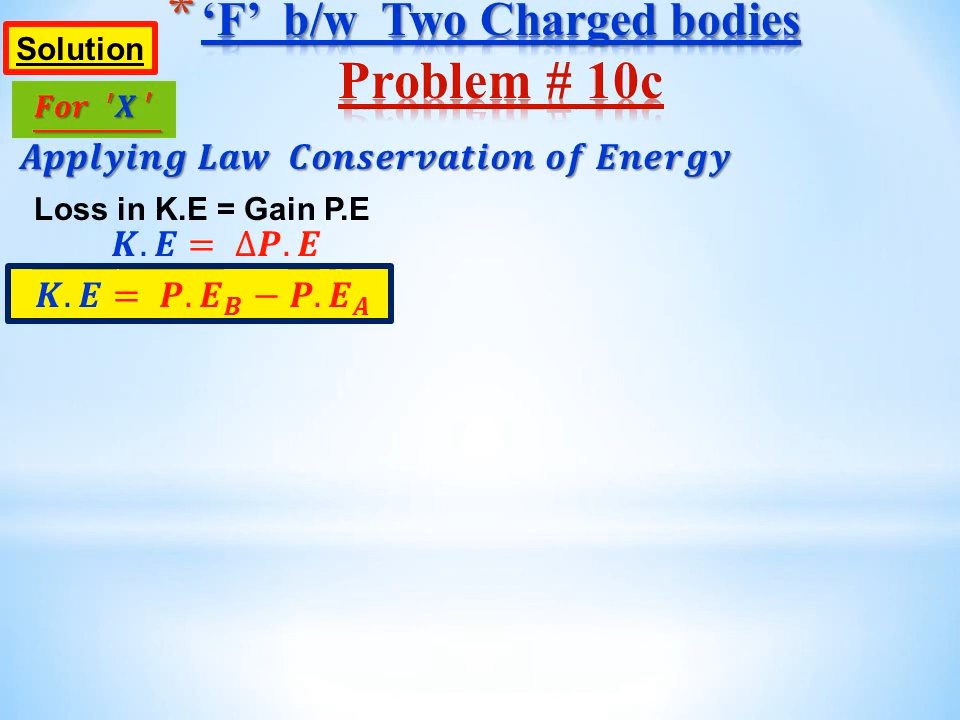 * ‘F’ b/w Two Charged bodies
Solution
Problem # 10c
For 'X'
Applying Law Conservation of Energy
Loss in K.E = Gain P.E
K.E = ΔP.E
K.E = P.E_B − P.E_A